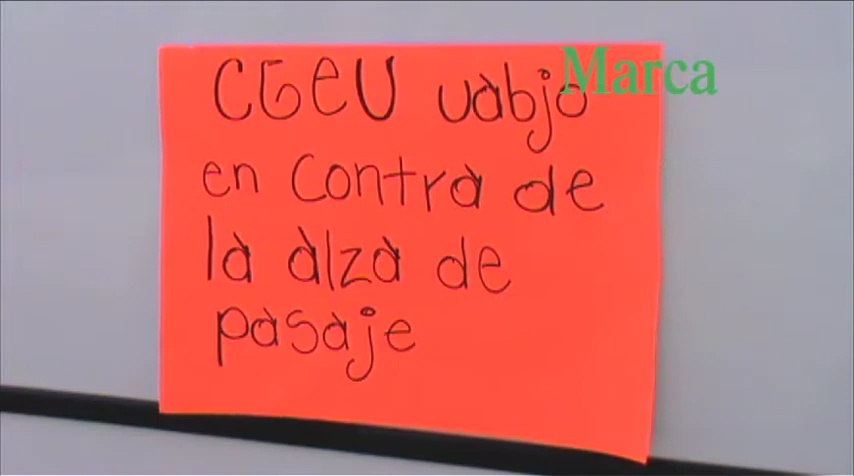 CGEU uabjo
Marca
en contra de
la alza de
pasaje